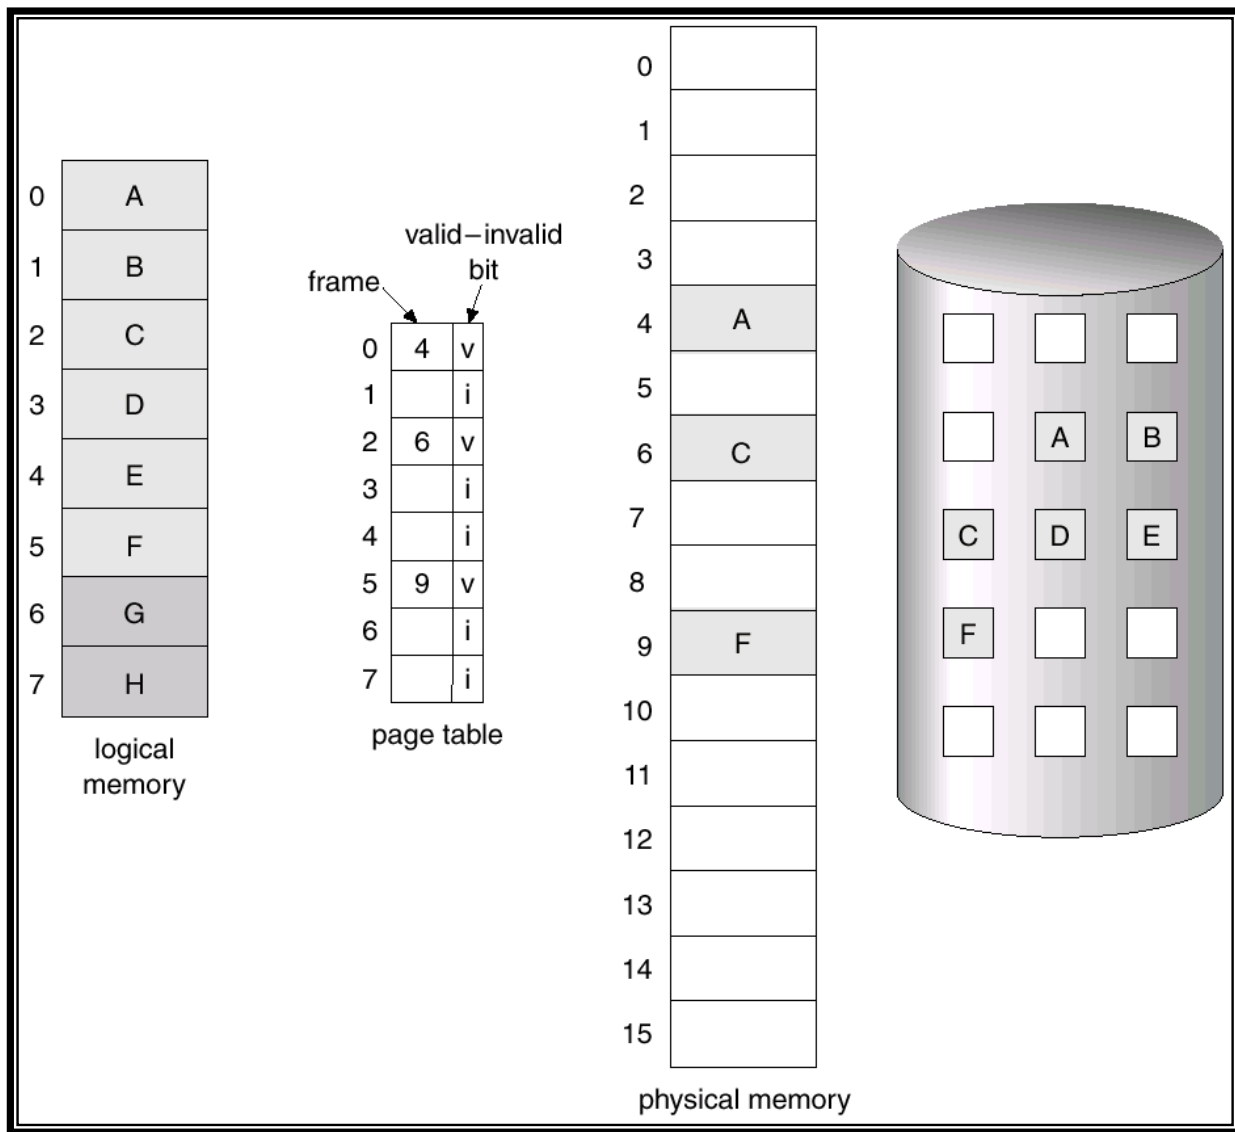 0 A
1 B
2 C
3 D
4 E
5 F
6 G
7 H
logical
memory
valid–invalid
bit
frame
0 4 v
1 i
2 6 v
3 i
4 i
5 9 v
6 i
7 i
page table
0
1
2
3
4 A
5
6 C
7
8
9 F
10
11
12
13
14
15
physical memory
A B
C D E
F